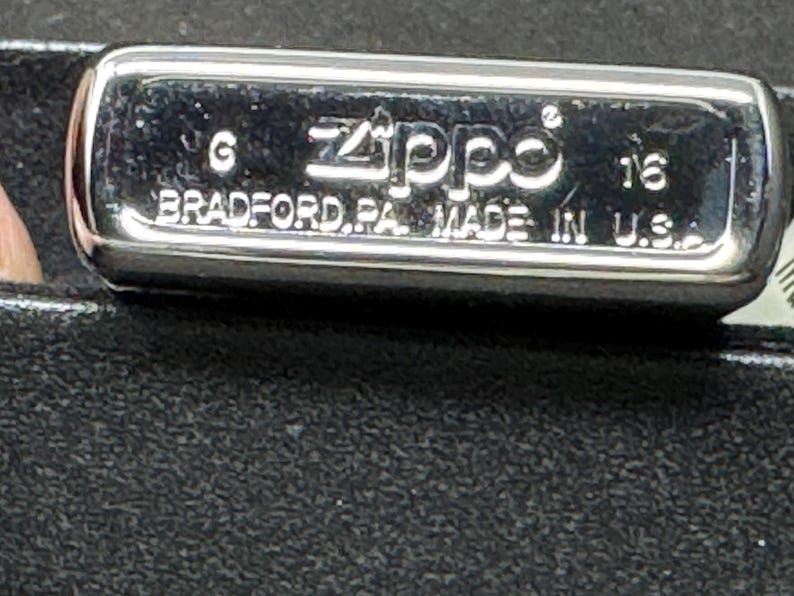 G Zippo® 16
BRADFORD,PA. MADE IN U.S.A.